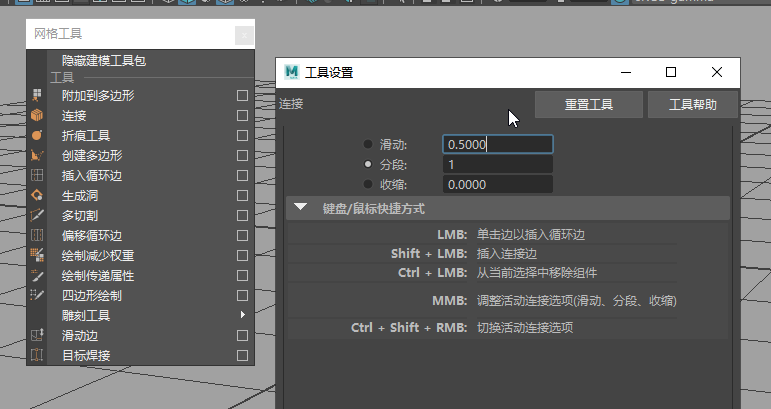 网格工具
隐藏建模工具包
工具
附加到多边形
连接
折痕工具
创建多边形
插入循环边
生成洞
多切割
偏移循环边
绘制减少权重
绘制传递属性
四边形绘制
雕刻工具
滑动边
目标焊接
M 工具设置
连接 重置工具 工具帮助
滑动: 0.5000
分段: 1
收缩: 0.0000
键盘/鼠标快捷方式
LMB: 单击边以插入循环边
Shift + LMB: 插入连接边
Ctrl + LMB: 从当前选择中移除组件
MMB: 调整活动连接选项(滑动、分段、收缩)
Ctrl + Shift + RMB: 切换活动连接选项